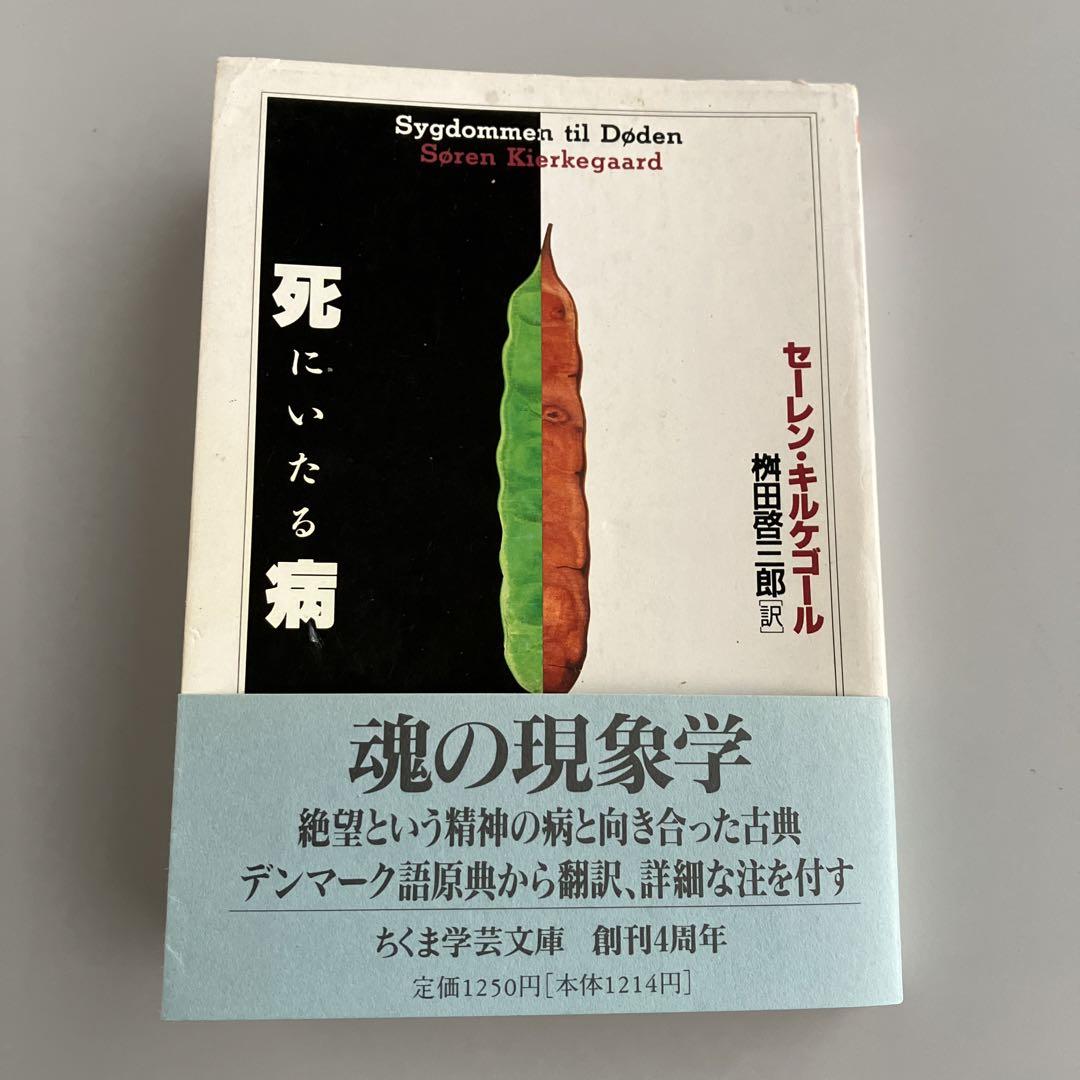 Sygdommen til Døden
Søren Kierkegaard
死にいたる病
セーレン・キルケゴール
桝田啓三郎[訳]
魂の現象学
絶望という精神の病と向き合った古典
デンマーク語原典から翻訳、詳細な注を付す
ちくま学芸文庫 創刊4周年
定価1250円[本体1214円]